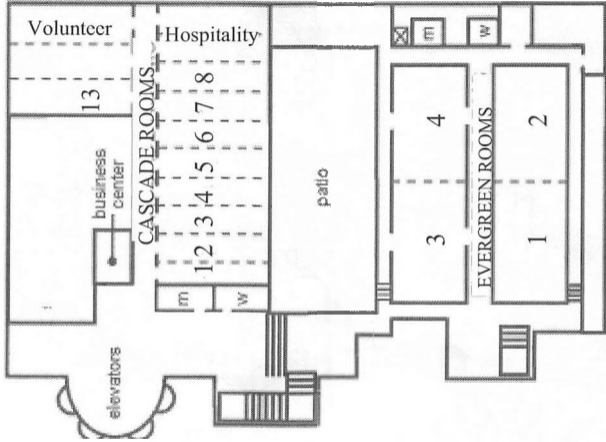 Volunteer
Hospitality
13
CASCADE ROOMS
8
7
6
5
4
3
2
1
business
center
elevators
m
w
patio
m
w
4
3
EVERGREEN ROOMS
2
1